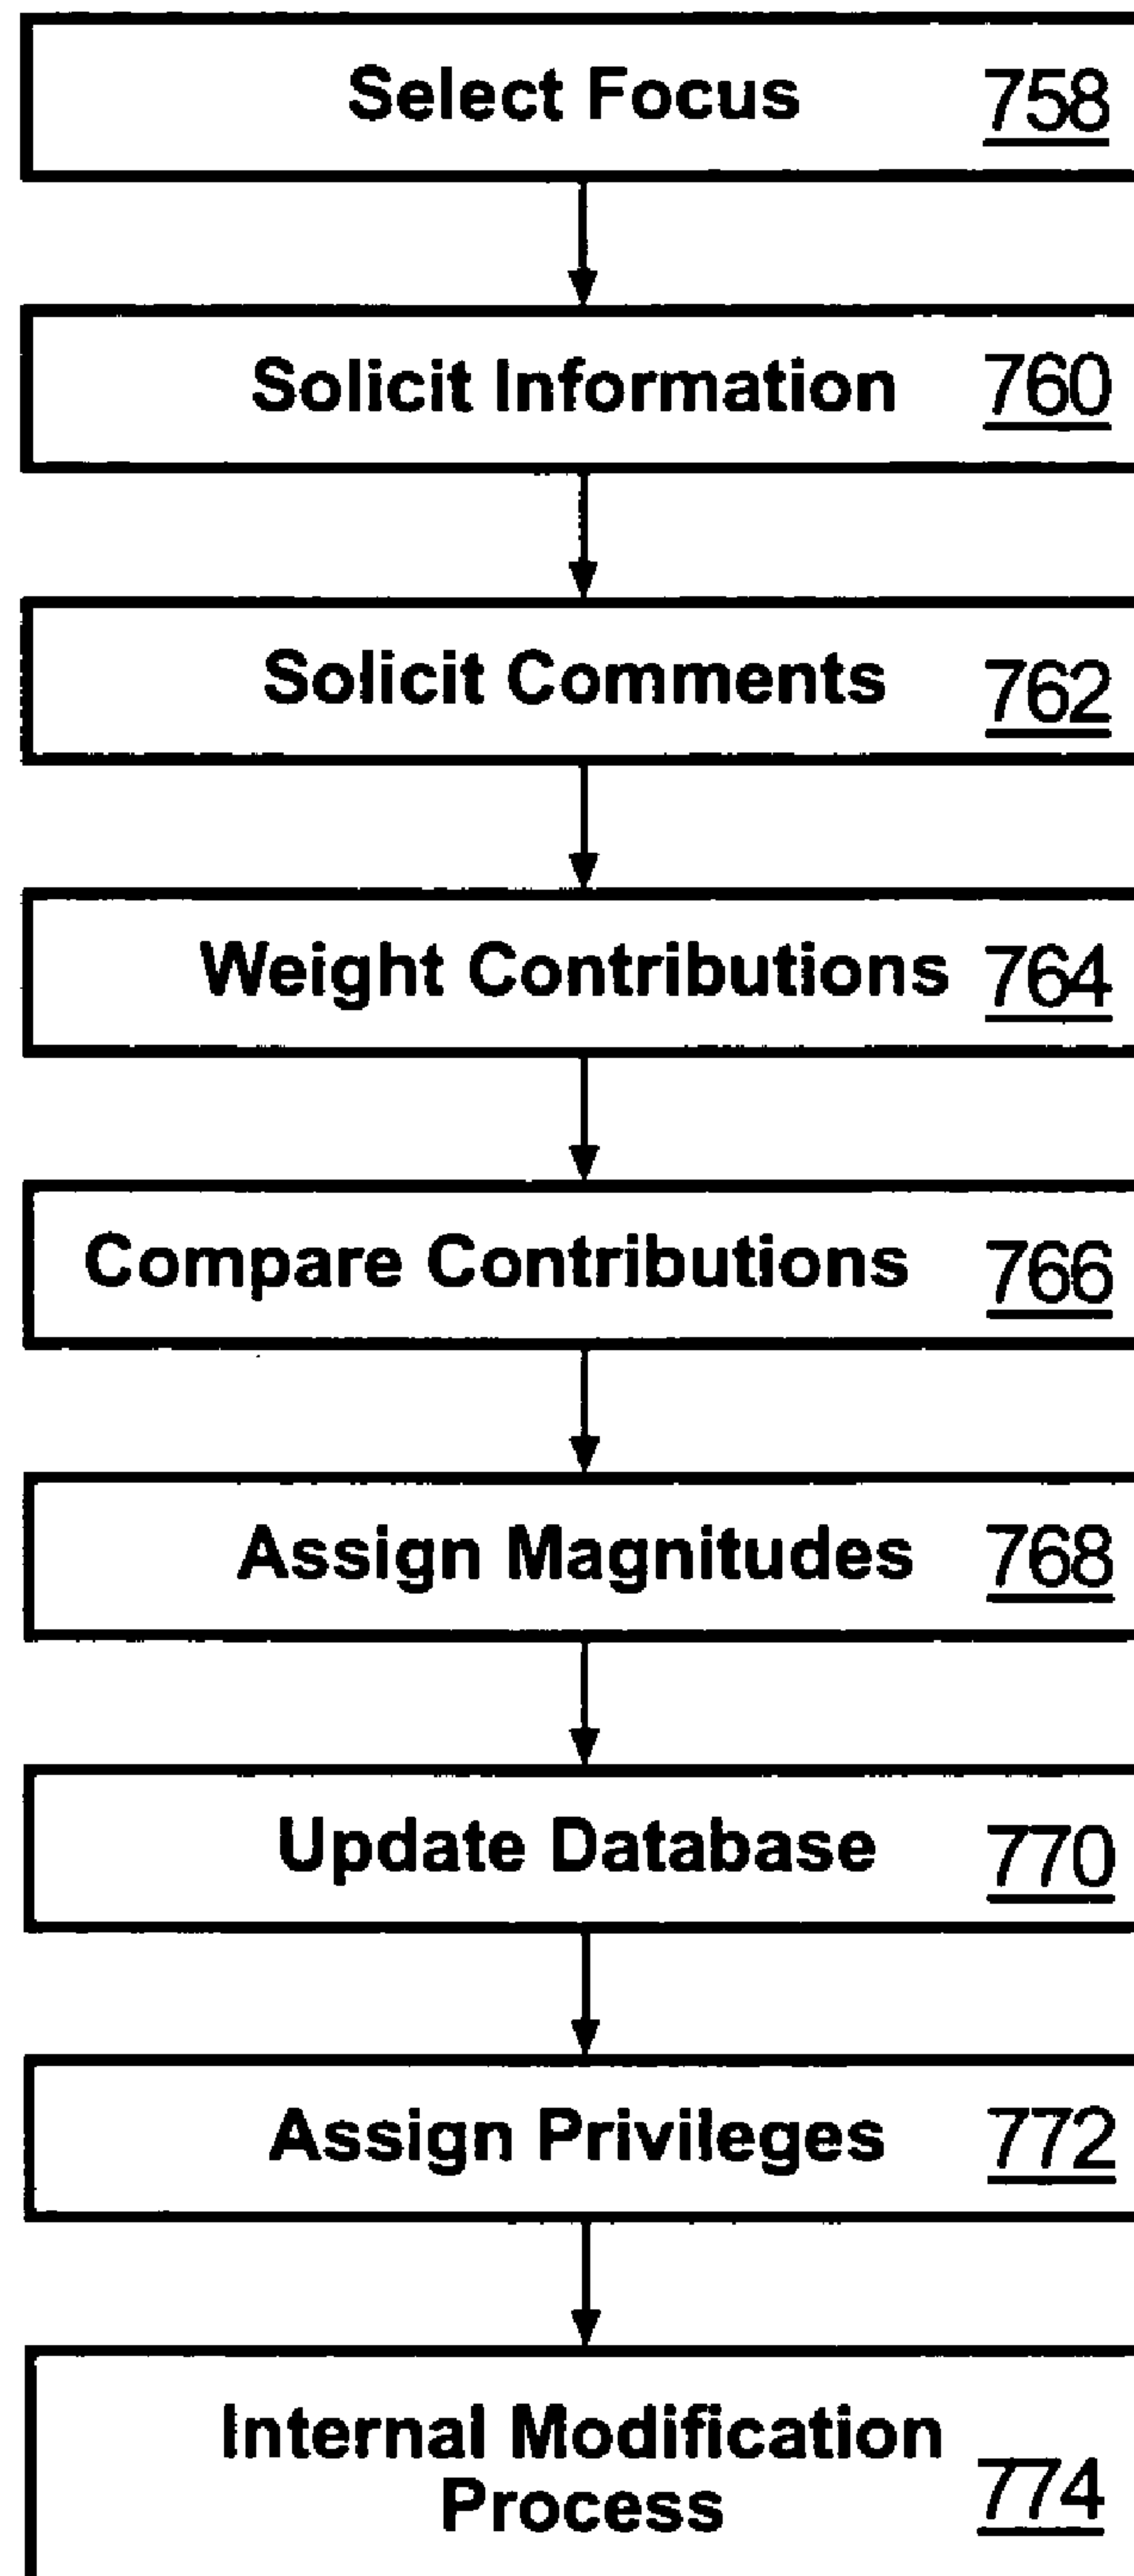 Select Focus 758
Solicit Information 760
Solicit Comments 762
Weight Contributions 764
Compare Contributions 766
Assign Magnitudes 768
Update Database 770
Assign Privileges 772
Internal Modification
Process 774